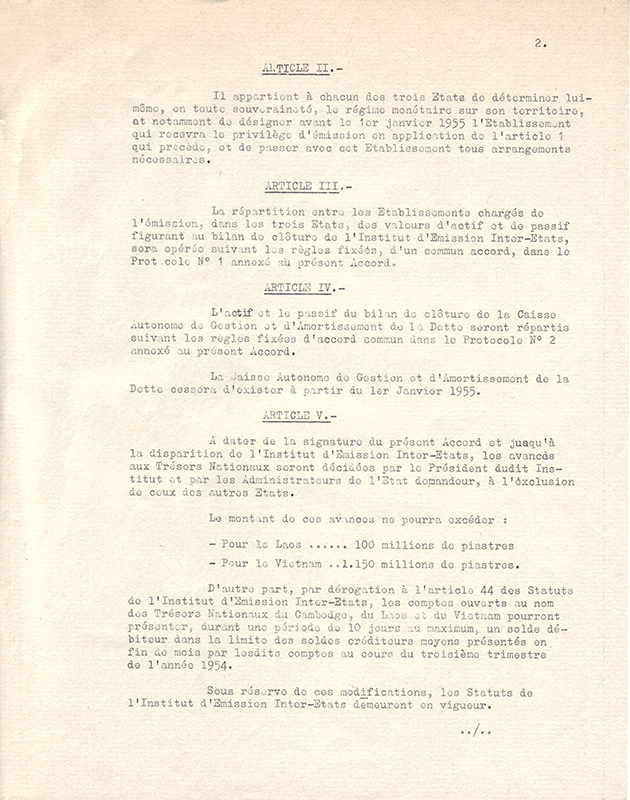 2.
ARTICLE II.-
Il appartient à chacun des trois Etats de déterminer lui-
même, en toute souveraineté, le régime monétaire sur son territoire,
et notamment de désigner avant le 1er janvier 1955 l'Etablissement
qui recevra le privilège d'émission en application de l'article 1
qui précède, et de passer avec cet Etablissement tous arrangements
nécessaires.
ARTICLE III.-
La répartition entre les Etablissements chargés de
l'émission, dans les trois Etats, des valeurs d'actif et de passif
figurant au bilan de clôture de l'Institut d'Emission Inter-Etats,
sera opérée suivant les règles fixées, d'un commun accord, dans le
Protocole N° 1 annexé au présent Accord.
ARTICLE IV.-
L'actif et le passif du bilan de clôture de la Caisse
Autonome de Gestion et d'Amortissement de la Dette seront répartis
suivant les règles fixées d'accord commun dans le Protocole N° 2
annexé au présent Accord.
La Caisse Autonome de Gestion et d'Amortissement de la
Dette cessera d'exister à partir du 1er Janvier 1955.
ARTICLE V.-
A dater de la signature du présent Accord et jusqu'à
la disparition de l'Institut d'Emission Inter-Etats, les avances
aux Trésors Nationaux seront décidées par le Président dudit Ins-
titut et par les Administrateurs de l'Etat demandeur, à l'éxclusion
de ceux des autres Etats.
Le montant de ces avances ne pourra excéder :
- Pour le Laos ...... 100 millions de piastres
- Pour le Vietnam ..1.150 millions de piastres.
D'autre part, par dérogation à l'article 44 des Statuts
de l'Institut d'Emission Inter-Etats, les comptes ouverts au nom
des Trésors Nationaux du Cambodge, du Laos et du Vietnam pourront
présenter, durant une période de 10 jours au maximum, un solde dé-
biteur dans la limite des soldes créditeurs moyens présentés en
fin de mois par lesdits comptes au cours du troisième trimestre
de l'année 1954.
Sous réserve de ces modifications, les Statuts de
l'Institut d'Emission Inter-Etats demeurent en vigueur.
../..